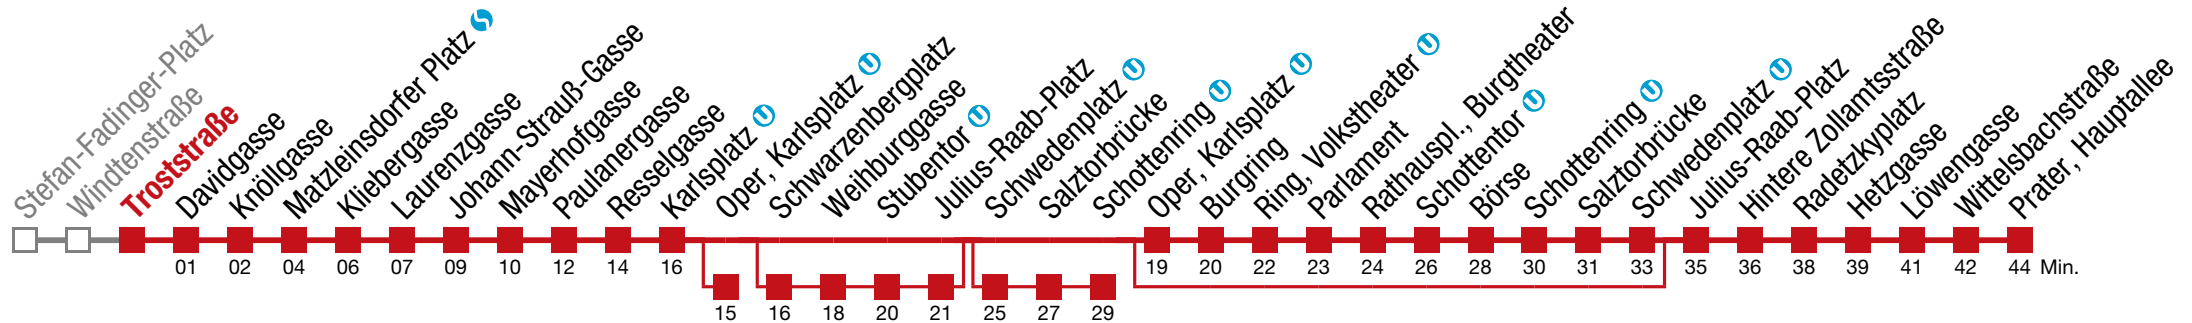 Stefan-Fadinger-Platz
Windtenstraße
Troststraße
Davidgasse
Knöllgasse
Matzleinsdorfer Platz
Kliebergasse
Laurenzgasse
Johann-Strauß-Gasse
Mayerhofgasse
Paulanergasse
Resselgasse
Karlsplatz U
Oper, Karlsplatz U
Schwarzenbergplatz
Weihburggasse
Stubentor U
Julius-Raab-Platz
Schwedenplatz U
Salztorbrücke
Schottenring U
Oper, Karlsplatz U
Burgring
Ring, Volkstheater U
Parlament
Rathauspl., Burgtheater
Schottentor U
Börse
Schottenring U
Salztorbrücke
Schwedenplatz U
Julius-Raab-Platz
Hintere Zollamtsstraße
Radetzkyplatz
Hetzgasse
Löwengasse
Wittelsbachstraße
Prater, Hauptallee
01 02 04 06 07 09 10 12 14 16 19 20 22 23 24 26 28 30 31 33 35 36 38 39 41 42 44 Min.
15 16 18 20 21 25 27 29